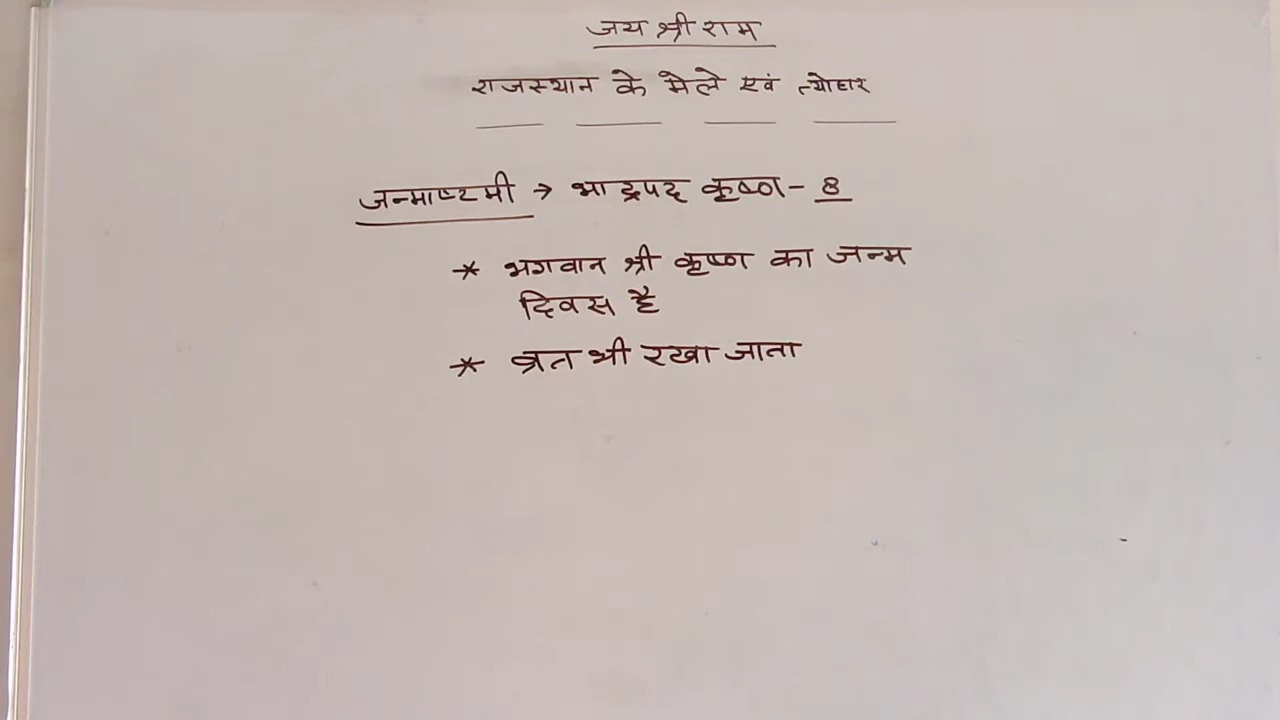 जय श्री राम
राजस्थान के मेले एवं त्योहार
जन्माष्टमी → भाद्रपद कृष्ण - 8
* भगवान श्री कृष्ण का जन्म
दिवस है
* व्रत भी रखा जाता